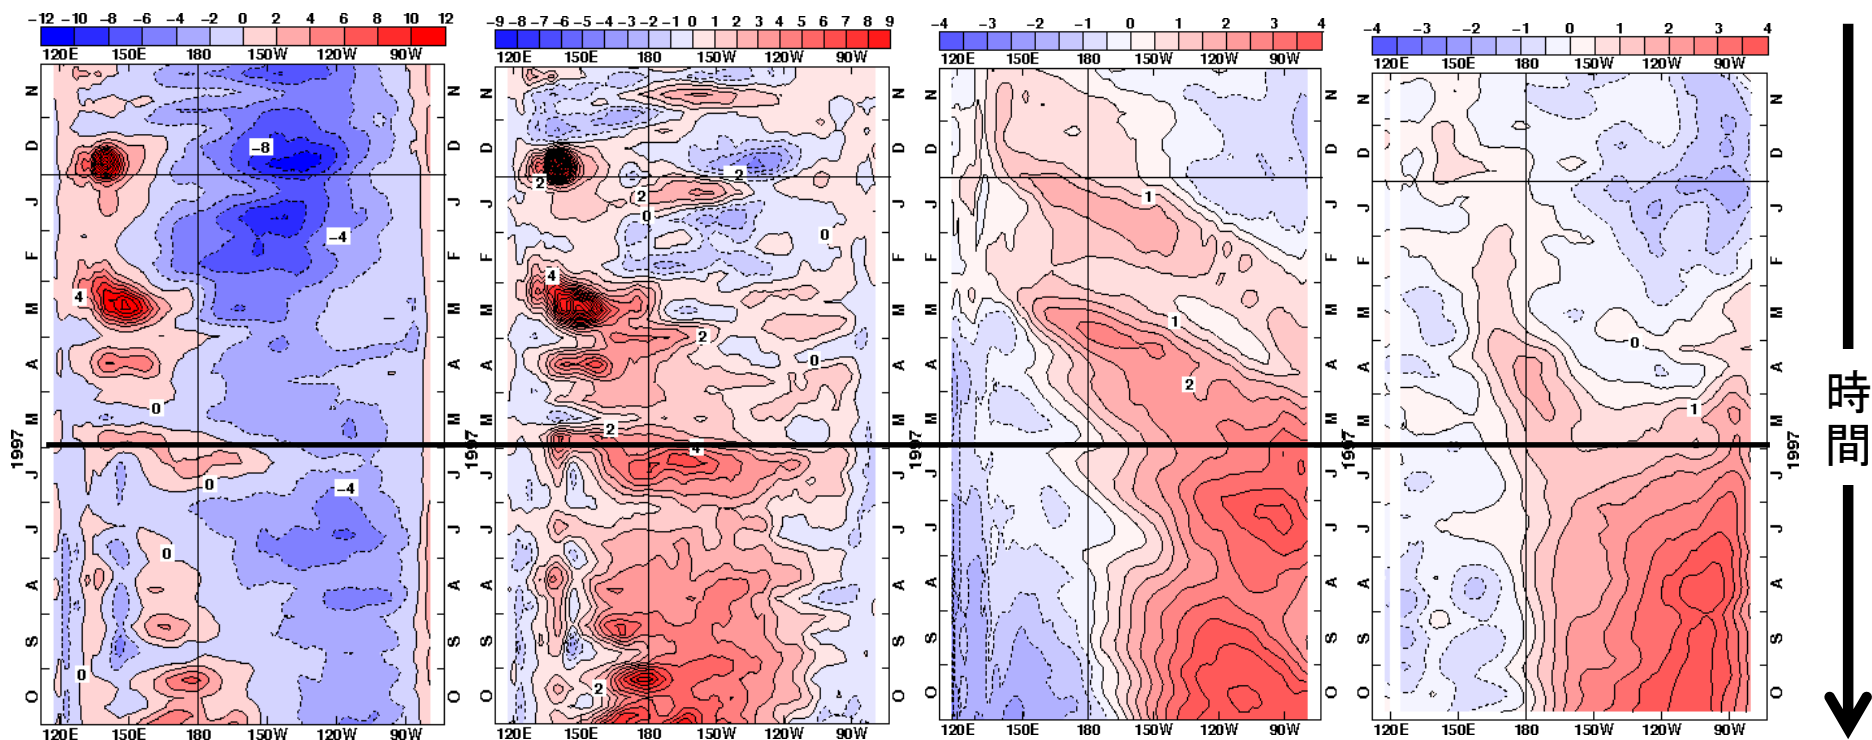 −12 −10 −8 −6 −4 −2 0 2 4 6 8 10 12
120E 150E 180 150W 120W 90W
N
D
J
F
M
A
M
J
J
A
S
O
1997
−8
−4
4
0
0
−4
0
0
120E 150E 180 150W 120W 90W
−9 −8 −7 −6 −5 −4 −3 −2 −1 0 1 2 3 4 5 6 7 8 9
120E 150E 180 150W 120W 90W
N
D
J
F
M
A
M
J
J
A
S
O
1997
2
2
2
0
0
4
2
0
2
4
2
120E 150E 180 150W 120W 90W
−4 −3 −2 −1 0 1 2 3 4
120E 150E 180 150W 120W 90W
N
D
J
F
M
A
M
J
J
A
S
O
1997
1
1
2
120E 150E 180 150W 120W 90W
−4 −3 −2 −1 0 1 2 3 4
120E 150E 180 150W 120W 90W
N
D
J
F
M
A
M
J
J
A
S
O
1997
0
1
120E 150E 180 150W 120W 90W
時間